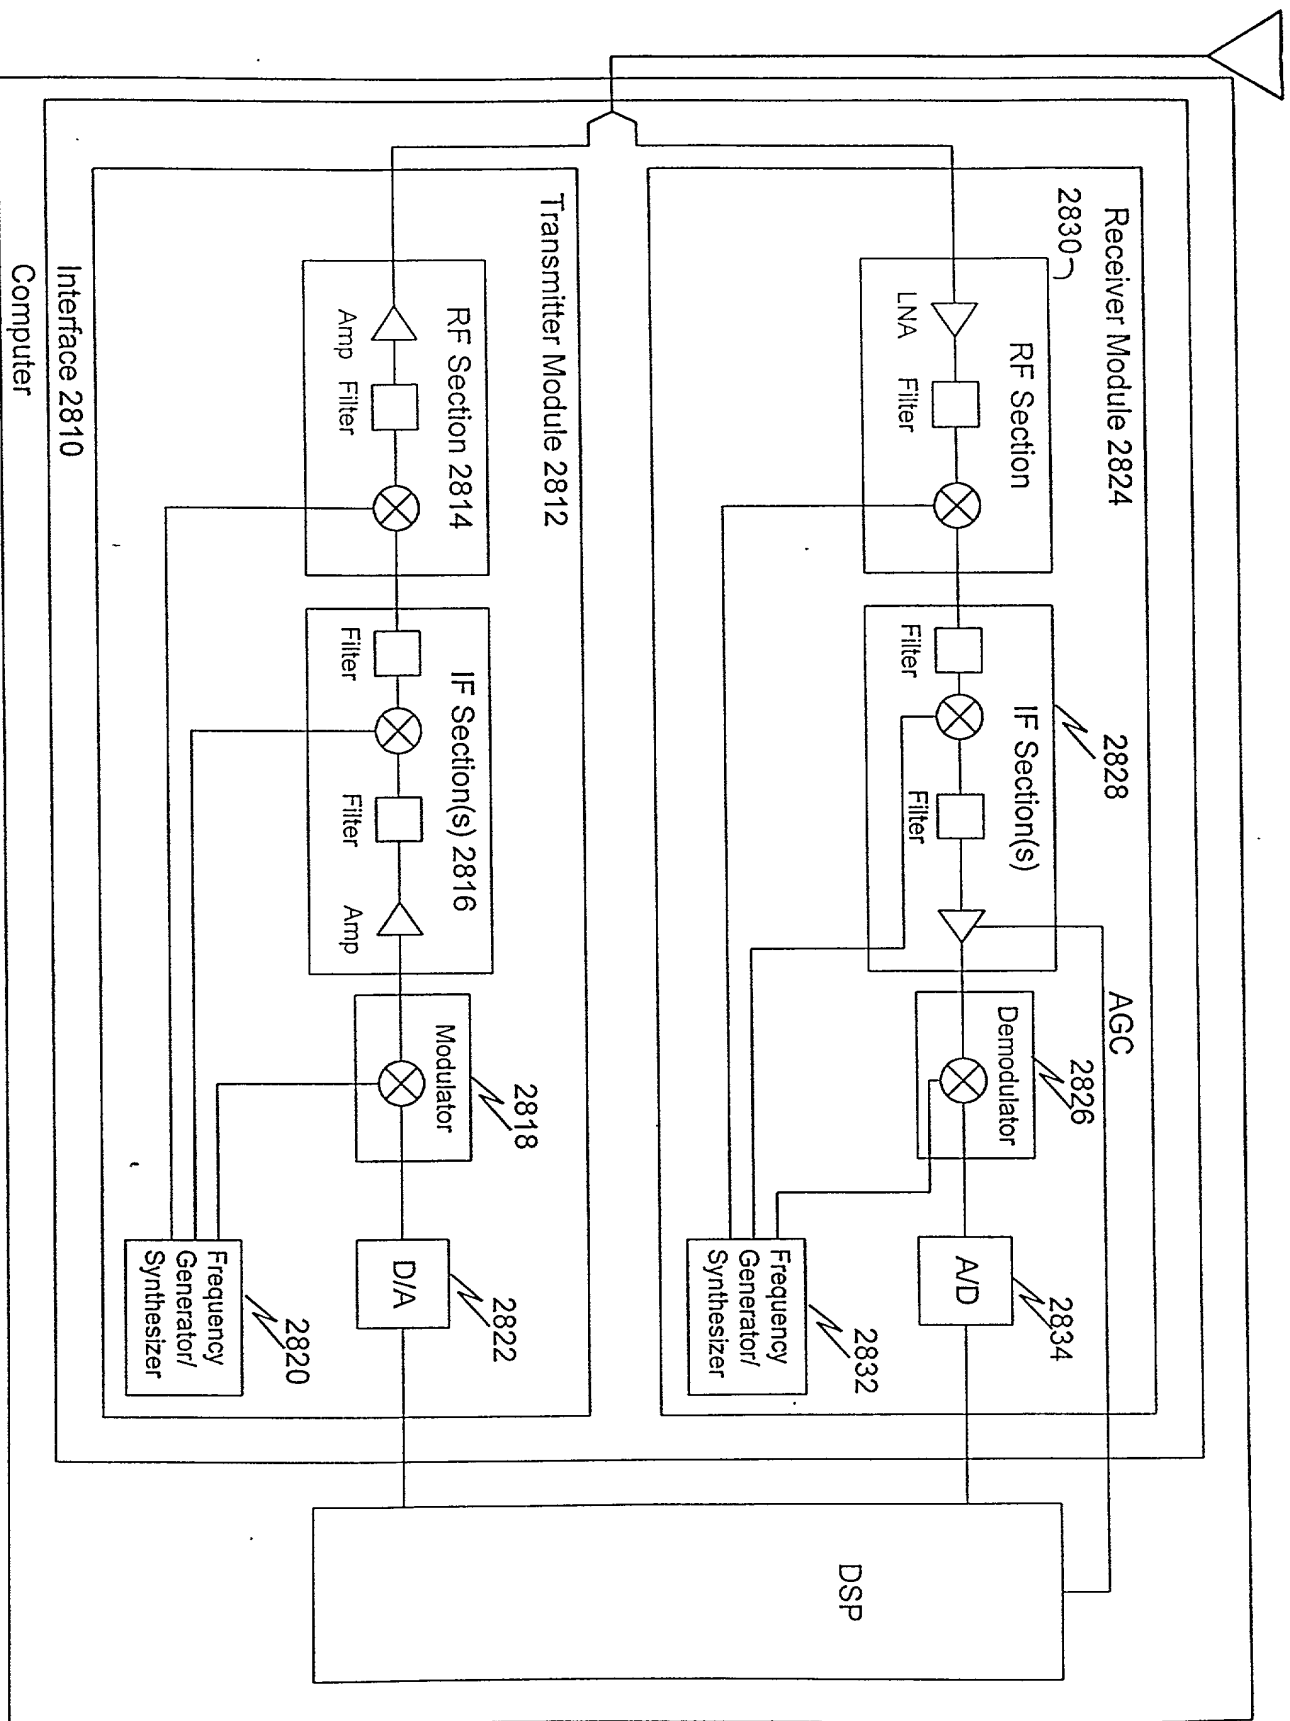 Receiver Module 2824
2830
RF Section
LNA
Filter
2828
IF Section(s)
Filter
Filter
AGC
2826
Demodulator
2834
A/D
2832
Frequency
Generator/
Synthesizer
DSP
Transmitter Module 2812
RF Section 2814
Amp
Filter
IF Section(s) 2816
Filter
Filter
Amp
2818
Modulator
2822
D/A
2820
Frequency
Generator/
Synthesizer
Interface 2810
Computer